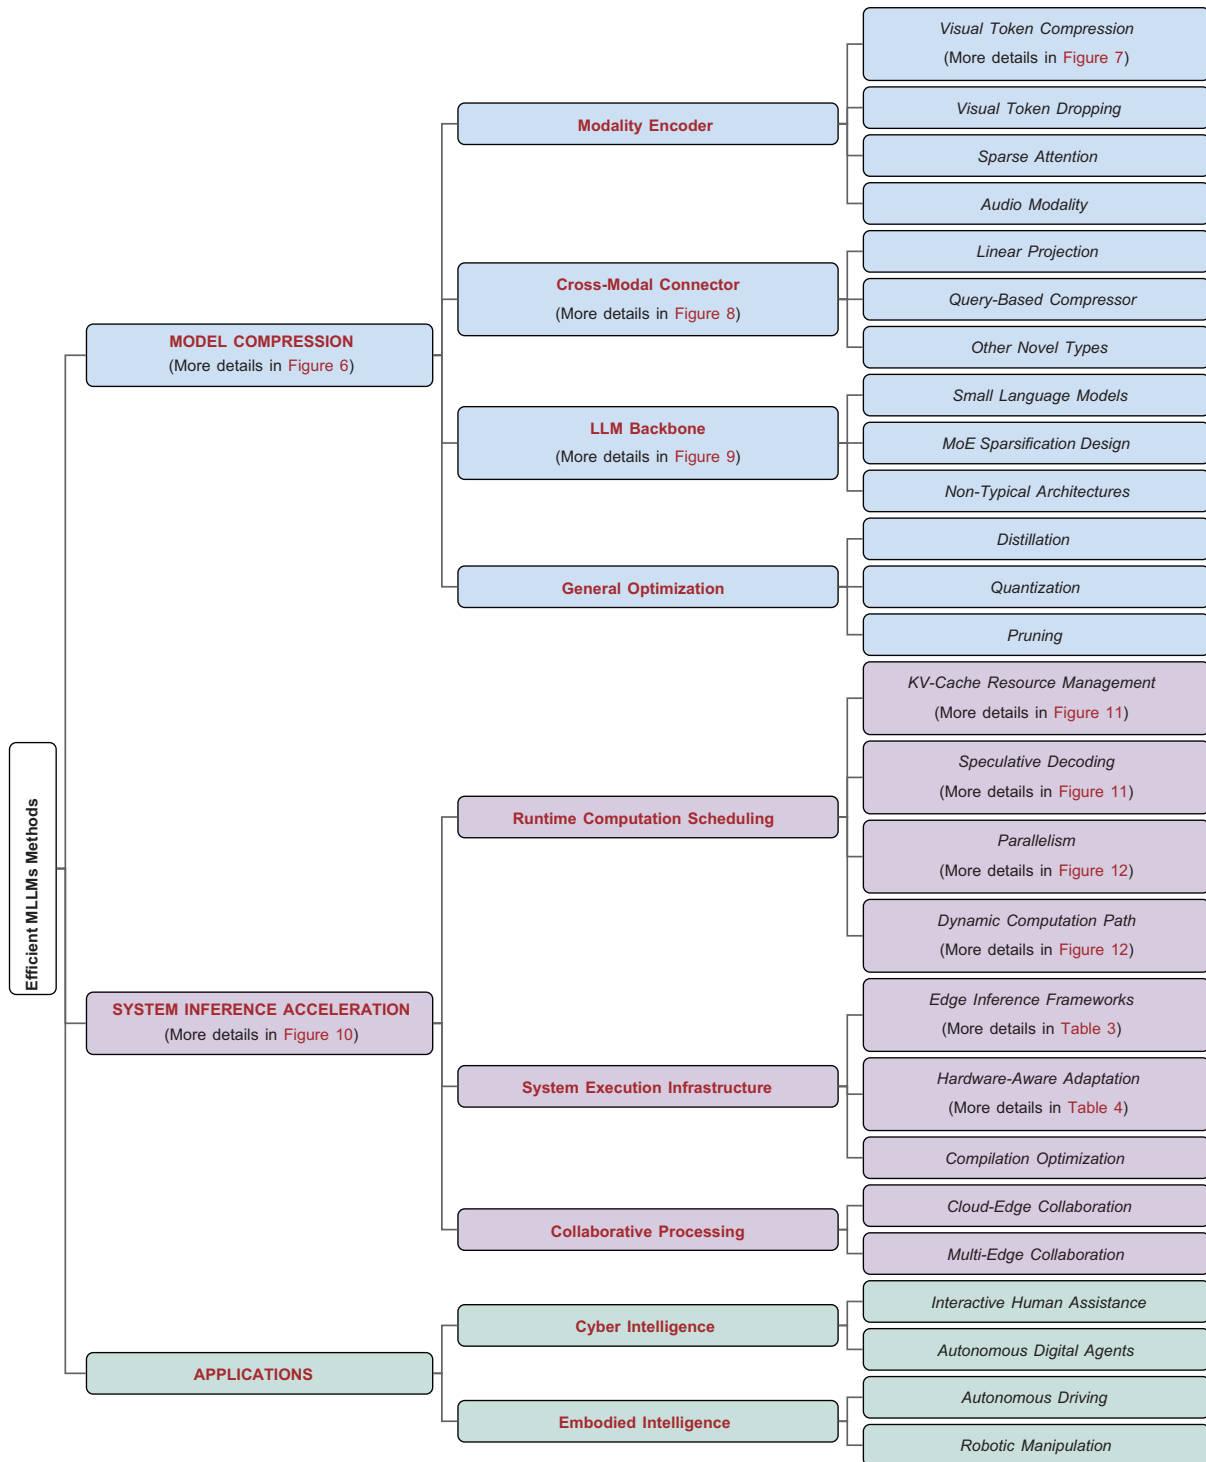 Efficient MLLMs Methods
MODEL COMPRESSION
(More details in Figure 6)
Modality Encoder
Visual Token Compression
(More details in Figure 7)
Visual Token Dropping
Sparse Attention
Audio Modality
Cross-Modal Connector
(More details in Figure 8)
Linear Projection
Query-Based Compressor
Other Novel Types
LLM Backbone
(More details in Figure 9)
Small Language Models
MoE Sparsification Design
Non-Typical Architectures
General Optimization
Distillation
Quantization
Pruning
SYSTEM INFERENCE ACCELERATION
(More details in Figure 10)
Runtime Computation Scheduling
KV-Cache Resource Management
(More details in Figure 11)
Speculative Decoding
(More details in Figure 11)
Parallelism
(More details in Figure 12)
Dynamic Computation Path
(More details in Figure 12)
System Execution Infrastructure
Edge Inference Frameworks
(More details in Table 3)
Hardware-Aware Adaptation
(More details in Table 4)
Compilation Optimization
Collaborative Processing
Cloud-Edge Collaboration
Multi-Edge Collaboration
APPLICATIONS
Cyber Intelligence
Interactive Human Assistance
Autonomous Digital Agents
Embodied Intelligence
Autonomous Driving
Robotic Manipulation